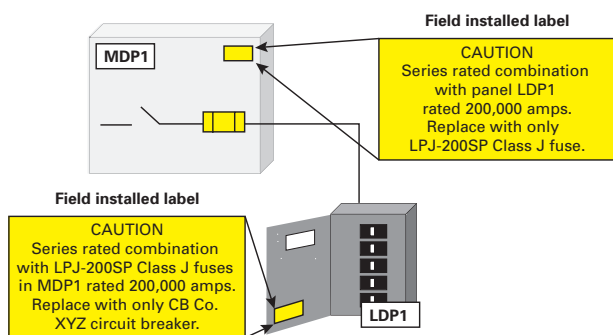 Field installed label
MDP1
CAUTION
Series rated combination
with panel LDP1
rated 200,000 amps.
Replace with only
LPJ-200SP Class J fuse.
Field installed label
CAUTION
Series rated combination
with LPJ-200SP Class J fuses
in MDP1 rated 200,000 amps.
Replace with only CB Co.
XYZ circuit breaker.
LDP1